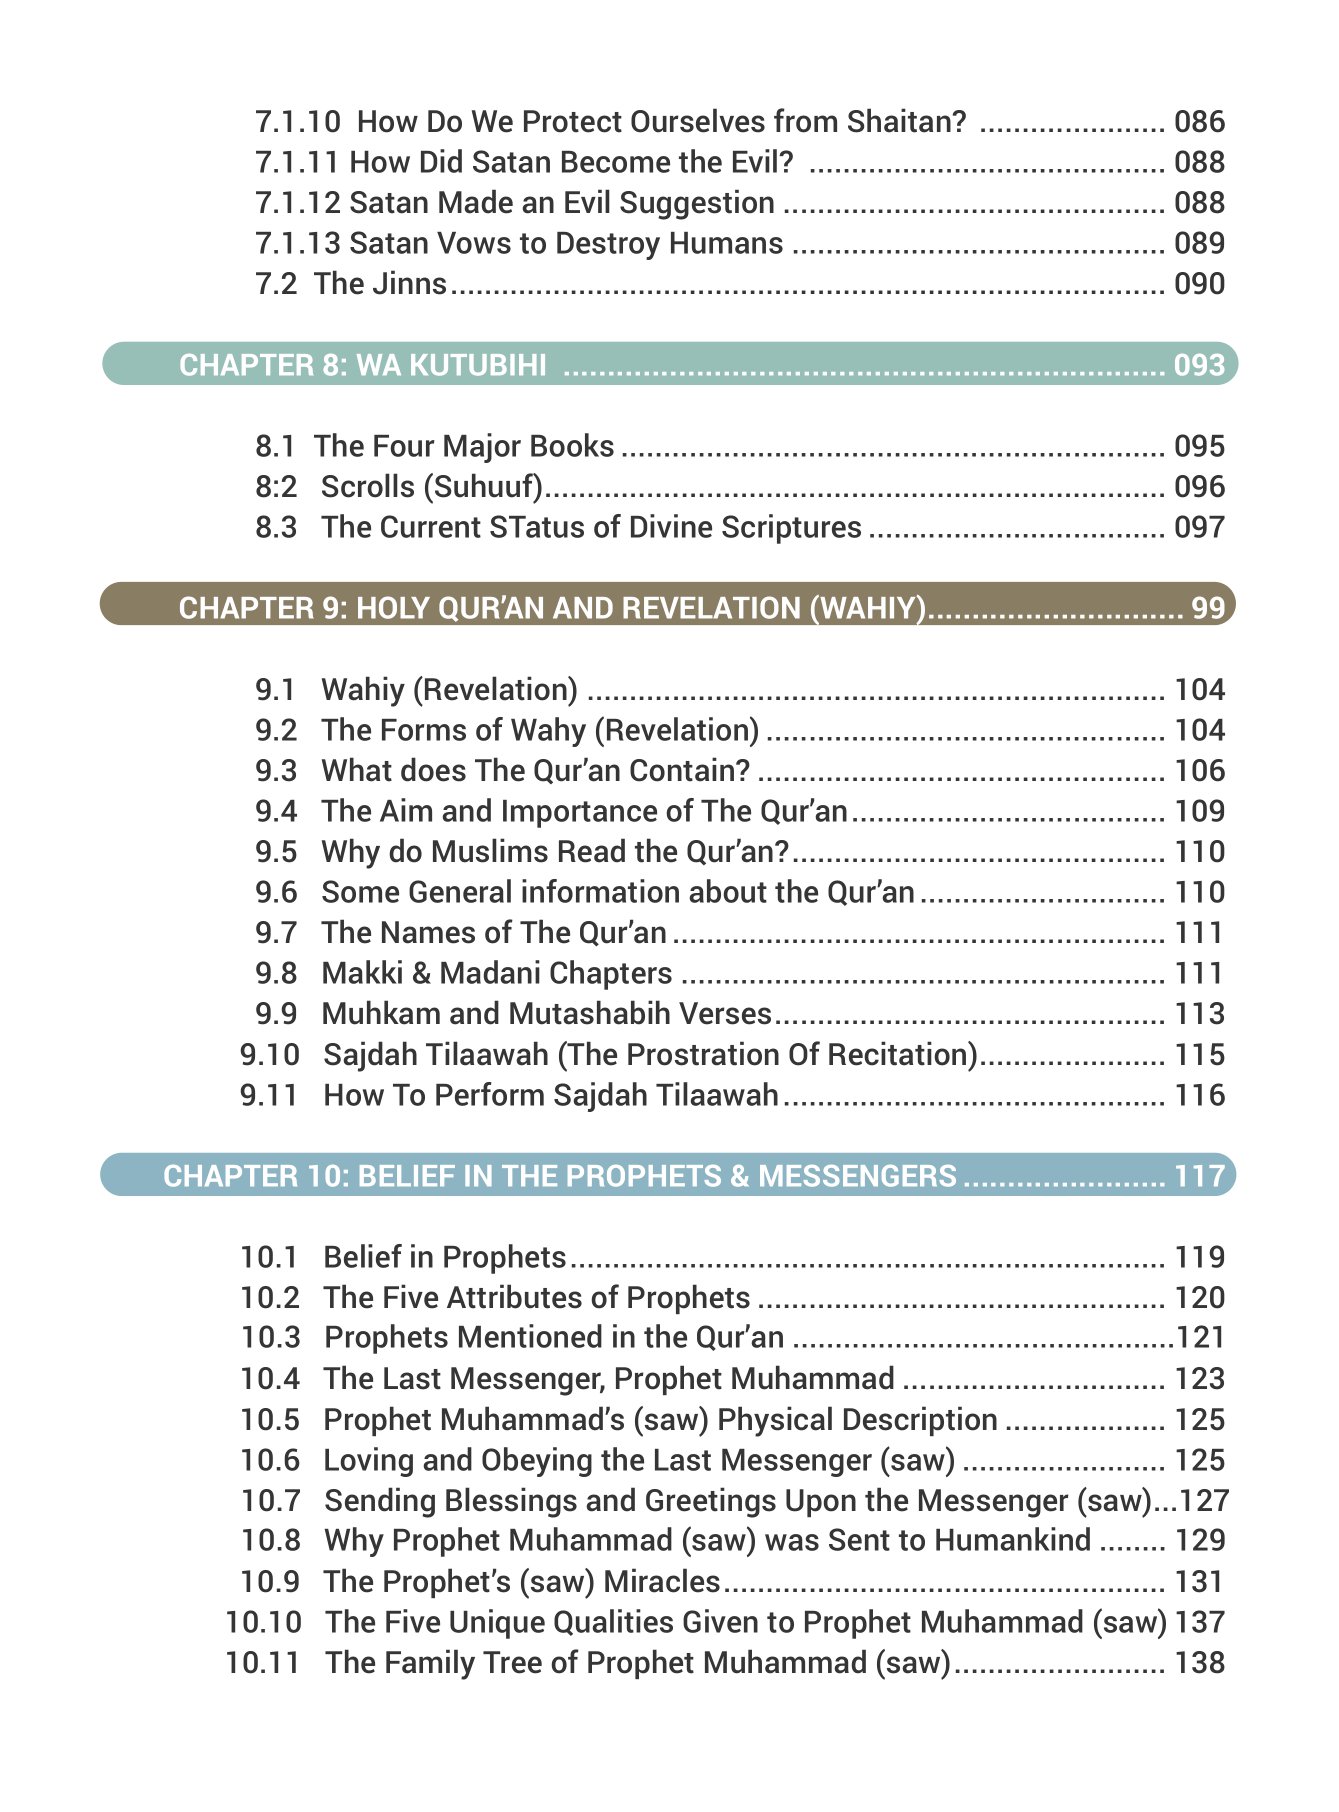 7.1.10 How Do We Protect Ourselves from Shaitan? ...................... 086
7.1.11 How Did Satan Become the Evil? .......................................... 088
7.1.12 Satan Made an Evil Suggestion ............................................. 088
7.1.13 Satan Vows to Destroy Humans ............................................ 089
7.2 The Jinns.................................................................................... 090
CHAPTER 8: WA KUTUBIHI .................................................................... 093
8.1 The Four Major Books ................................................................ 095
8:2 Scrolls (Suhuuf)......................................................................... 096
8.3 The Current STatus of Divine Scriptures ................................... 097
CHAPTER 9: HOLY QUR’AN AND REVELATION (WAHIY)............................. 99
9.1 Wahiy (Revelation) .................................................................... 104
9.2 The Forms of Wahy (Revelation) ............................................... 104
9.3 What does The Qur’an Contain? ................................................ 106
9.4 The Aim and Importance of The Qur’an..................................... 109
9.5 Why do Muslims Read the Qur’an?............................................ 110
9.6 Some General information about the Qur’an ............................. 110
9.7 The Names of The Qur’an .......................................................... 111
9.8 Makki & Madani Chapters ......................................................... 111
9.9 Muhkam and Mutashabih Verses.............................................. 113
9.10 Sajdah Tilaawah (The Prostration Of Recitation)...................... 115
9.11 How To Perform Sajdah Tilaawah............................................. 116
CHAPTER 10: BELIEF IN THE PROPHETS & MESSENGERS ....................... 117
10.1 Belief in Prophets...................................................................... 119
10.2 The Five Attributes of Prophets ................................................ 120
10.3 Prophets Mentioned in the Qur’an .............................................121
10.4 The Last Messenger, Prophet Muhammad ............................... 123
10.5 Prophet Muhammad’s (saw) Physical Description ................... 125
10.6 Loving and Obeying the Last Messenger (saw) ........................ 125
10.7 Sending Blessings and Greetings Upon the Messenger (saw)...127
10.8 Why Prophet Muhammad (saw) was Sent to Humankind ........ 129
10.9 The Prophet’s (saw) Miracles.................................................... 131
10.10 The Five Unique Qualities Given to Prophet Muhammad (saw) 137
10.11 The Family Tree of Prophet Muhammad (saw)......................... 138